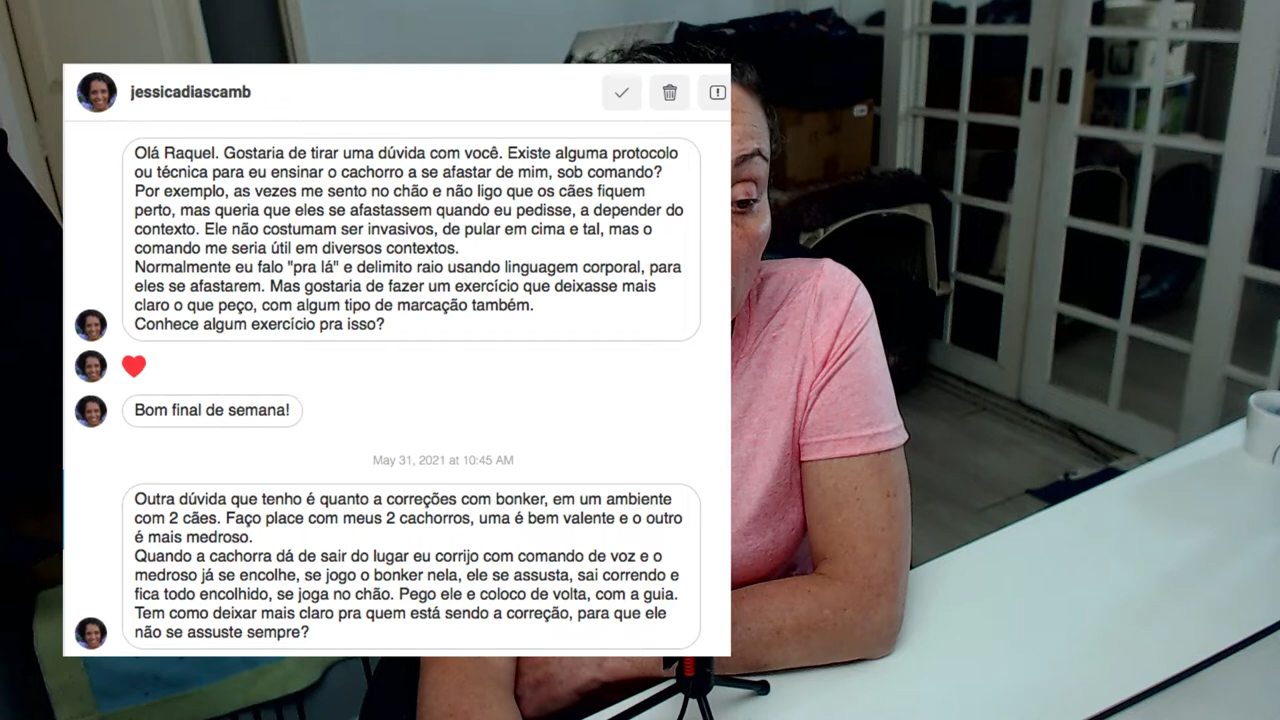 jessicadiascamb
Olá Raquel. Gostaria de tirar uma dúvida com você. Existe alguma protocolo
ou técnica para eu ensinar o cachorro a se afastar de mim, sob comando?
Por exemplo, as vezes me sento no chão e não ligo que os cães fiquem
perto, mas queria que eles se afastassem quando eu pedisse, a depender do
contexto. Ele não costumam ser invasivos, de pular em cima e tal, mas o
comando me seria útil em diversos contextos.
Normalmente eu falo "pra lá" e delimito raio usando linguagem corporal, para
eles se afastarem. Mas gostaria de fazer um exercício que deixasse mais
claro o que peço, com algum tipo de marcação também.
Conhece algum exercício pra isso?
Bom final de semana!
May 31, 2021 at 10:45 AM
Outra dúvida que tenho é quanto a correções com bonker, em um ambiente
com 2 cães. Faço place com meus 2 cachorros, uma é bem valente e o outro
é mais medroso.
Quando a cachorra dá de sair do lugar eu corrijo com comando de voz e o
medroso já se encolhe, se jogo o bonker nela, ele se assusta, sai correndo e
fica todo encolhido, se joga no chão. Pego ele e coloco de volta, com a guia.
Tem como deixar mais claro pra quem está sendo a correção, para que ele
não se assuste sempre?